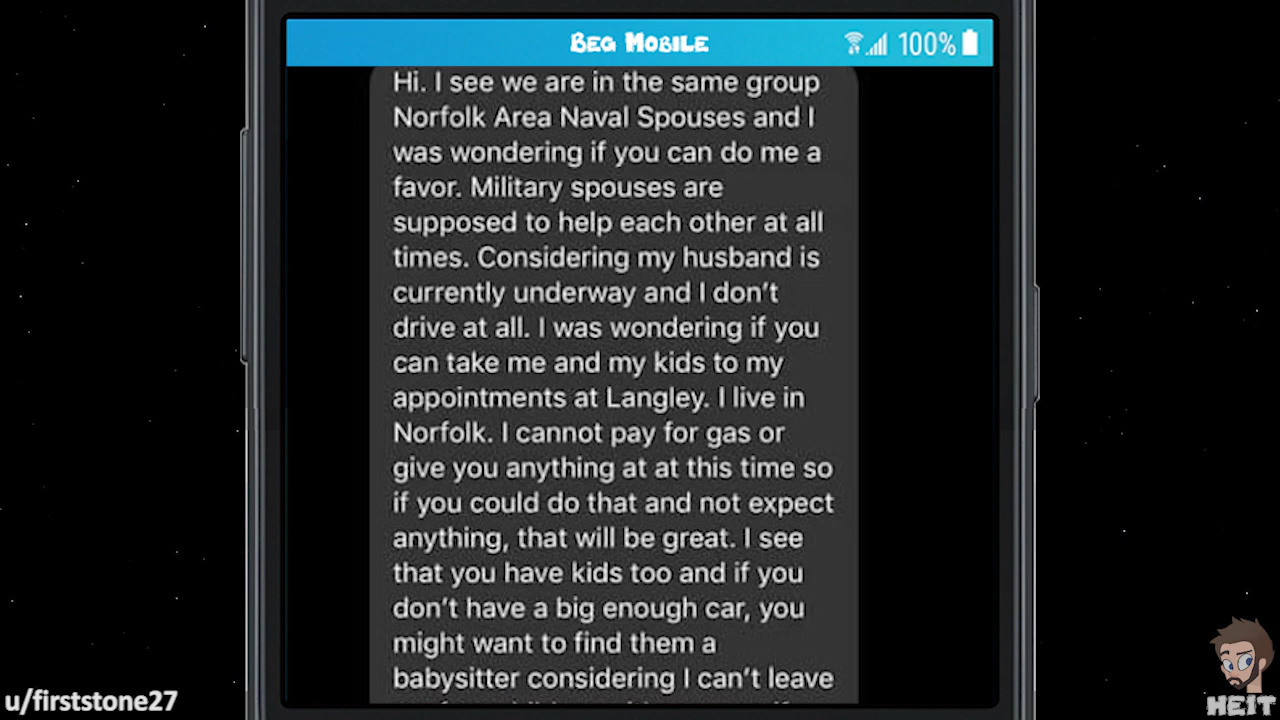 BEG MOBILE
100%
Hi. I see we are in the same group
Norfolk Area Naval Spouses and I
was wondering if you can do me a
favor. Military spouses are
supposed to help each other at all
times. Considering my husband is
currently underway and I don't
drive at all. I was wondering if you
can take me and my kids to my
appointments at Langley. I live in
Norfolk. I cannot pay for gas or
give you anything at at this time so
if you could do that and not expect
anything, that will be great. I see
that you have kids too and if you
don't have a big enough car, you
might want to find them a
babysitter considering I can't leave
u/firststone27
HEIT